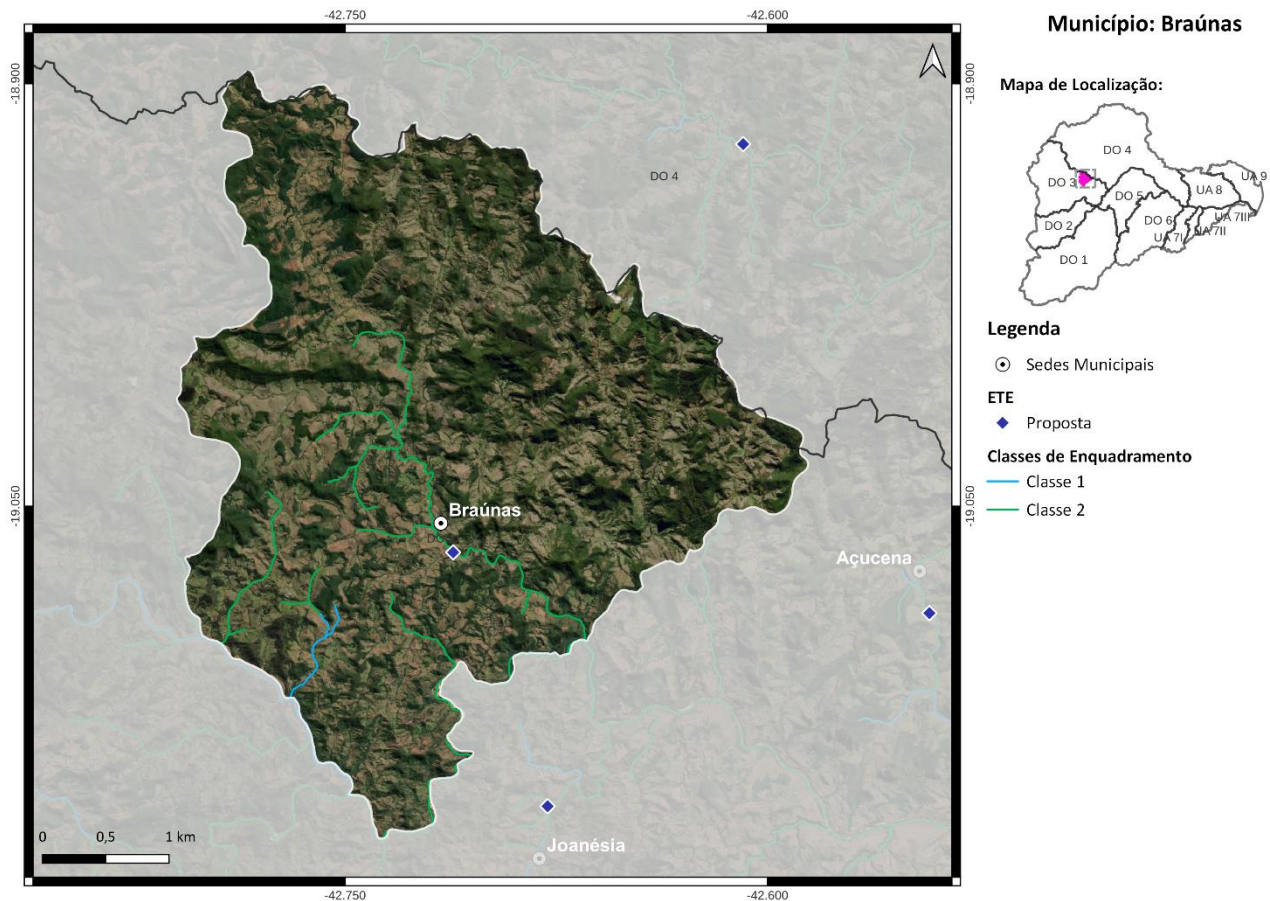 -42.750
-42.600
Município: Braúnas
-18.900
-18.900
Mapa de Localização:
DO 4
DO 4
DO 3
DO 5
UA 8
UA 9
DO 2
DO 6
UA 7III
UA 7II
UA 7I
DO 1
Legenda
Sedes Municipais
ETE
Proposta
Classes de Enquadramento
Classe 1
Classe 2
-19.050
-19.050
Braúnas
Açucena
Joanésia
0 0,5 1 km
-42.750
-42.600